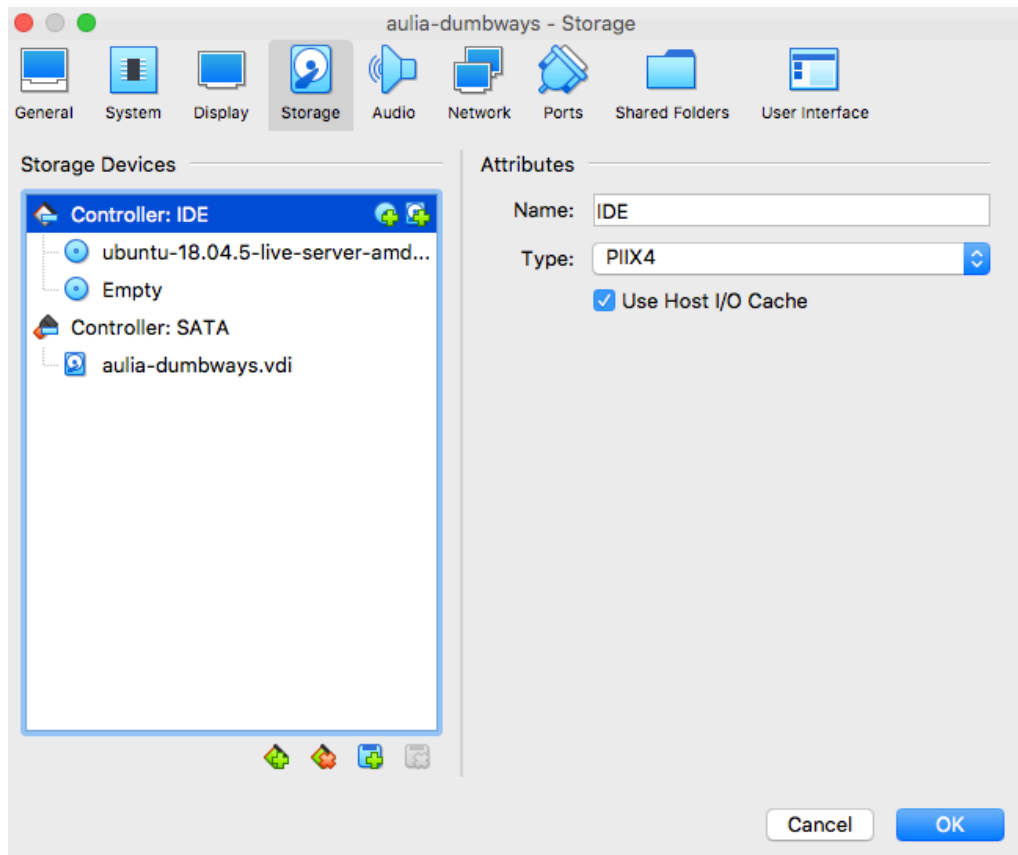 aulia-dumbways - Storage
General System Display Storage Audio Network Ports Shared Folders User Interface
Storage Devices
Controller: IDE
ubuntu-18.04.5-live-server-amd...
Empty
Controller: SATA
aulia-dumbways.vdi
Attributes
Name: IDE
Type: PIIX4
Use Host I/O Cache
Cancel OK